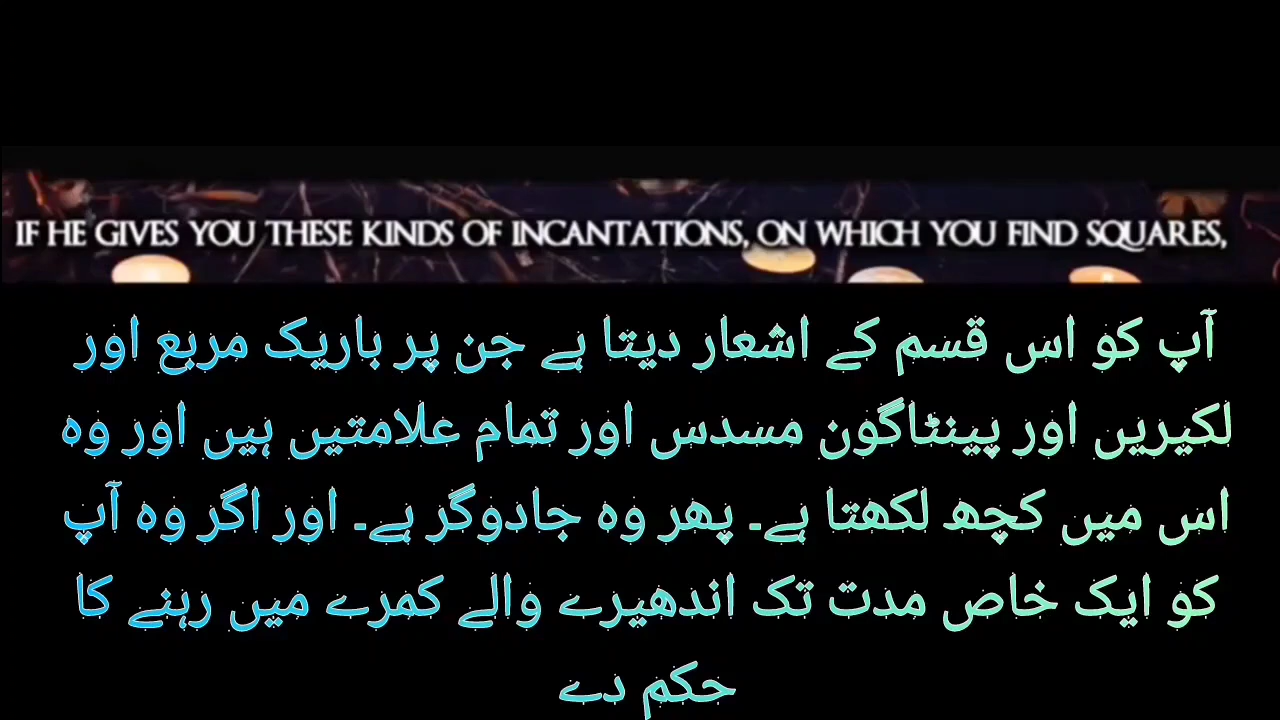 IF HE GIVES YOU THESE KINDS OF INCANTATIONS, ON WHICH YOU FIND SQUARES,
آپ کو اس قسم کے اشعار دیتا ہے جن پر باریک مربع اور
لکیریں اور پینٹاگون مسدس اور تمام علامتیں ہیں اور وہ
اس میں کچھ لکھتا ہے۔ پھر وہ جادوگر ہے۔ اور اگر وہ آپ
کو ایک خاص مدت تک اندھیرے والے کمرے میں رہنے کا
حکم دے